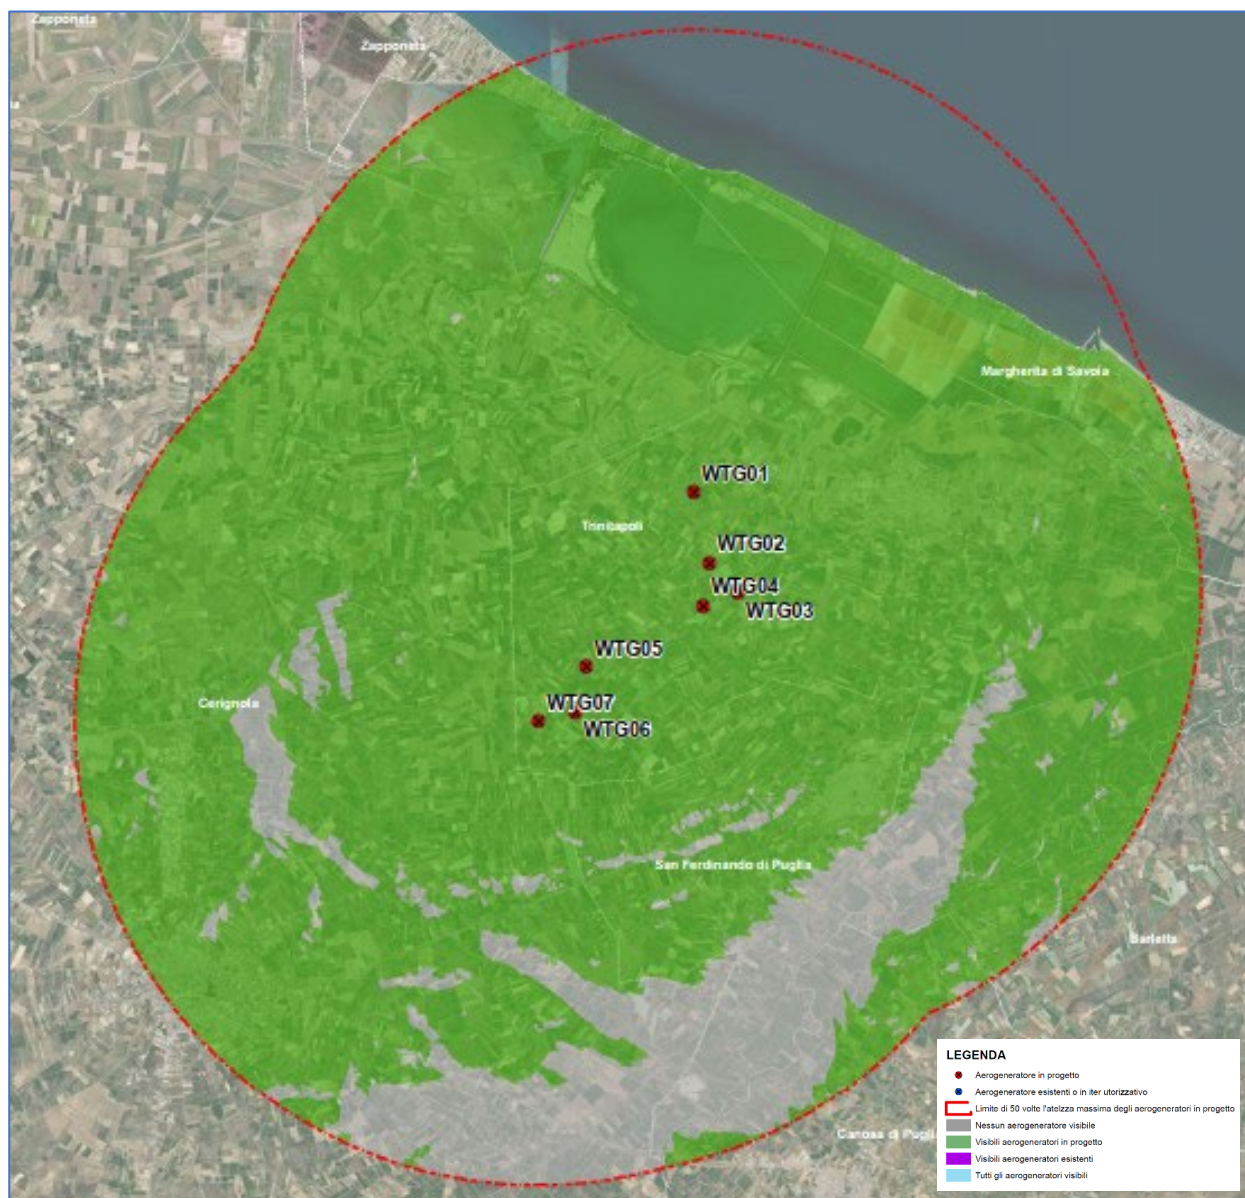 Zapponeta
Zapponeta
ia
Margherita di Savoia
WTG01
Trinitapoli
WTG02
WTG04
WTG03
WTG05
Cerignola
WTG07
WTG06
San Ferdinando di Puglia
Barletta
Canosa di Pugli
LEGENDA
Aerogeneratore in progetto
Aerogeneratore esistenti o in iter utorizzativo
Limite di 50 volte l'atelzza massima degli aerogeneratori in progetto
Nessun aerogeneratore visibile
Visibili aerogeneratori in progetto
Visibili aerogeneratori esistenti
Tutti gli aerogeneratori visibili